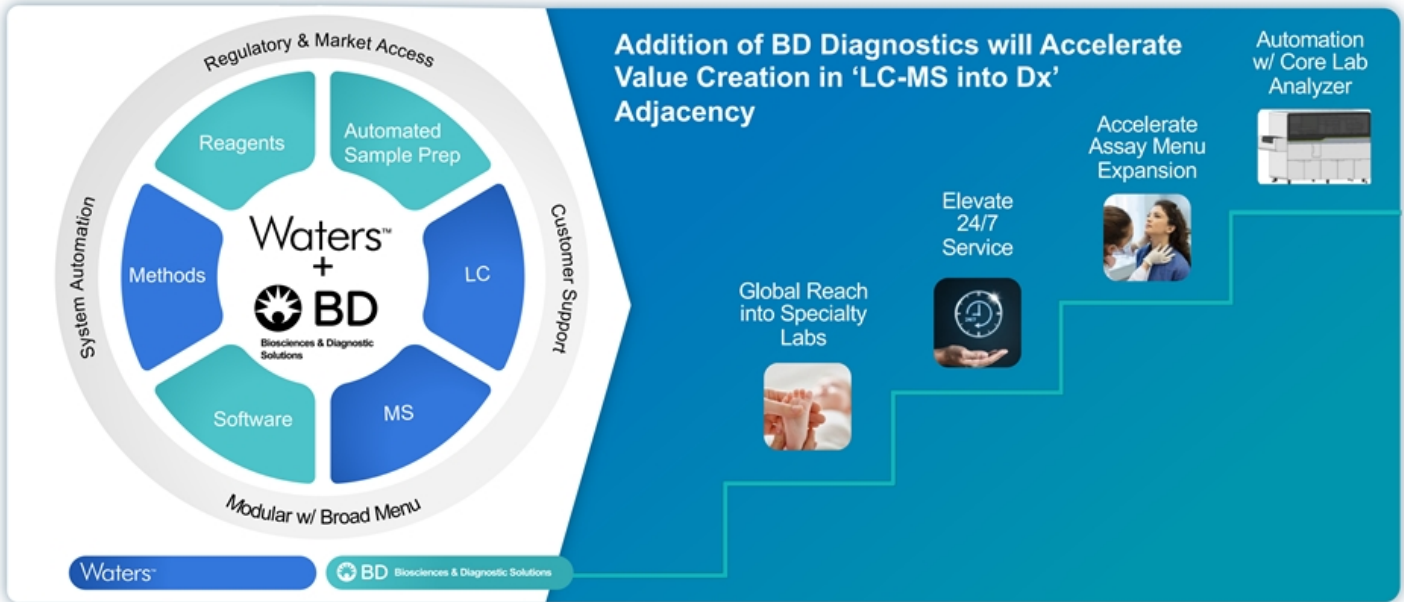 Regulatory & Market Access
Reagents
Automated
Sample Prep
System Automation
Methods
Waters™
+
BD
Biosciences & Diagnostic
Solutions
LC
Customer Support
Software
MS
Modular w/ Broad Menu
Waters™
BD Biosciences & Diagnostic Solutions
Addition of BD Diagnostics will Accelerate
Value Creation in ‘LC-MS into Dx’
Adjacency
Global Reach
into Specialty
Labs
Elevate
24/7
Service
24/7
Accelerate
Assay Menu
Expansion
Automation
w/ Core Lab
Analyzer